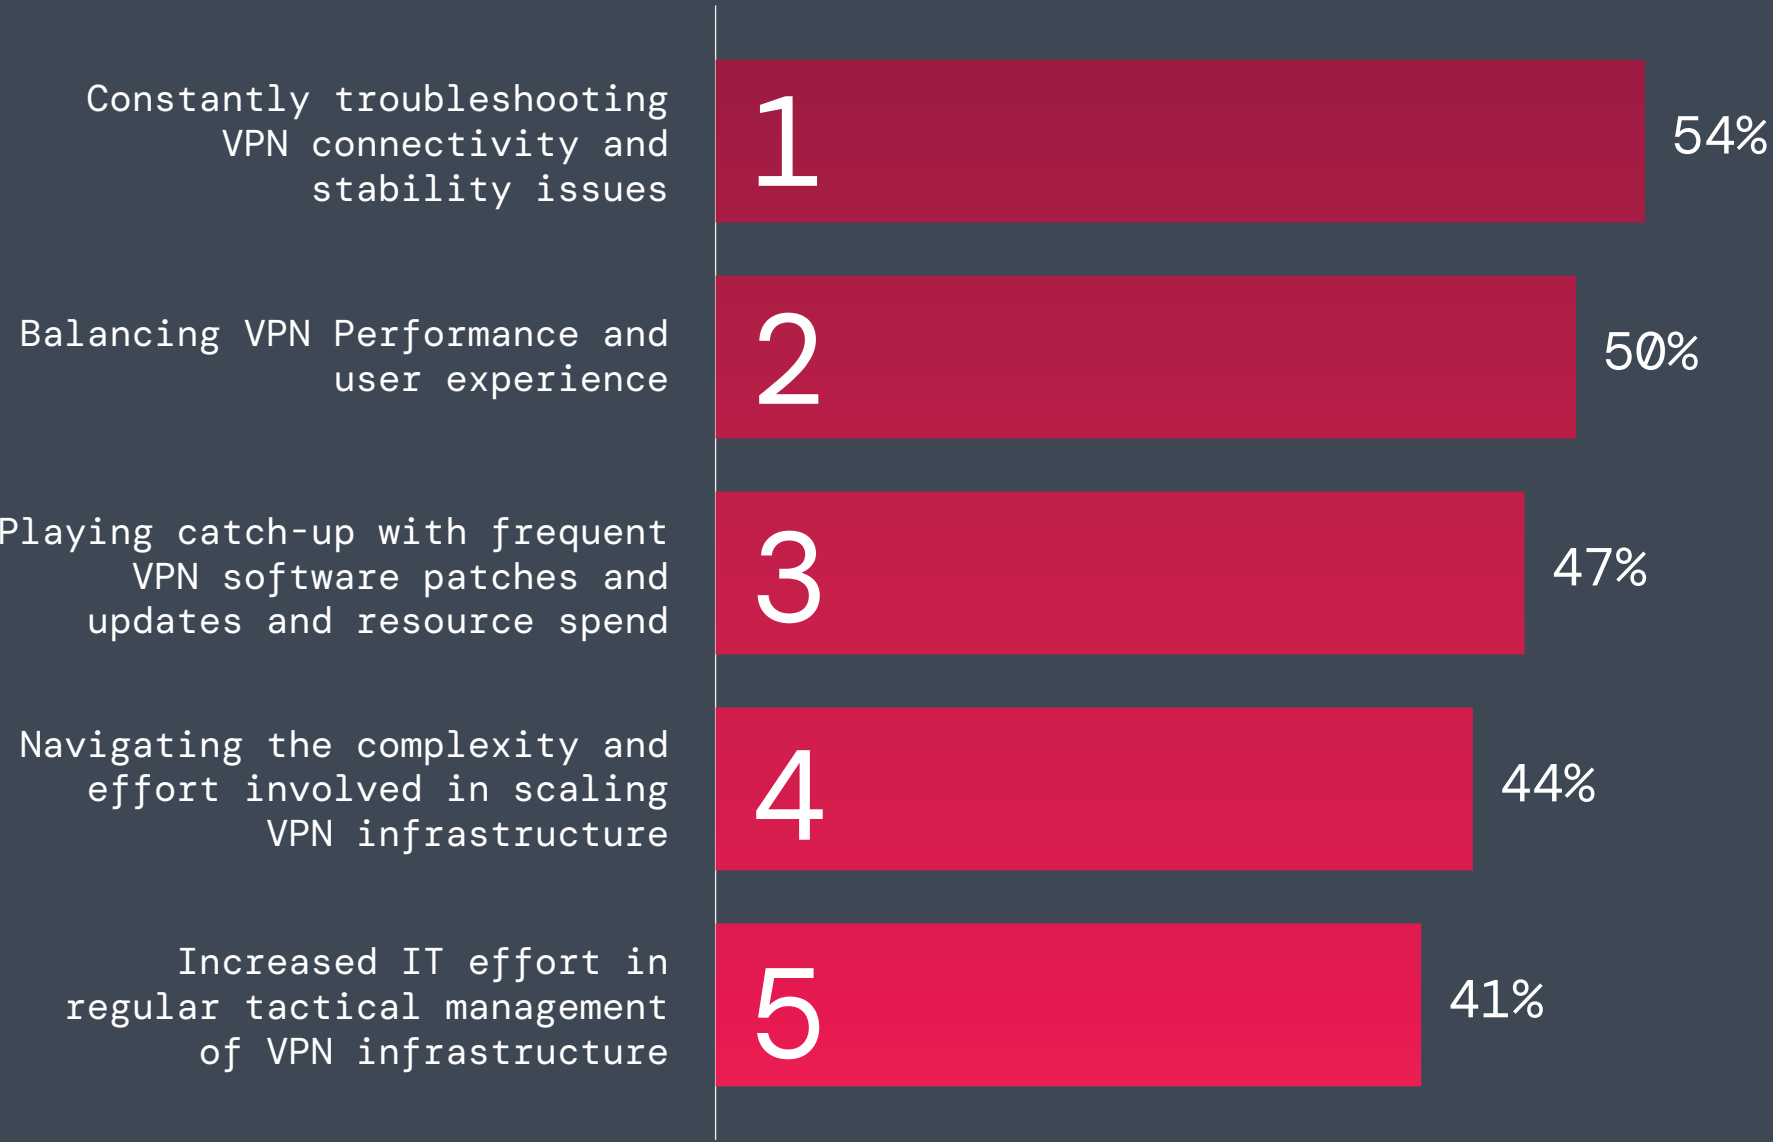 Constantly troubleshooting
VPN connectivity and
stability issues
1
54%
Balancing VPN Performance and
user experience
2
50%
Playing catch-up with frequent
VPN software patches and
updates and resource spend
3
47%
Navigating the complexity and
effort involved in scaling
VPN infrastructure
4
44%
Increased IT effort in
regular tactical management
of VPN infrastructure
5
41%